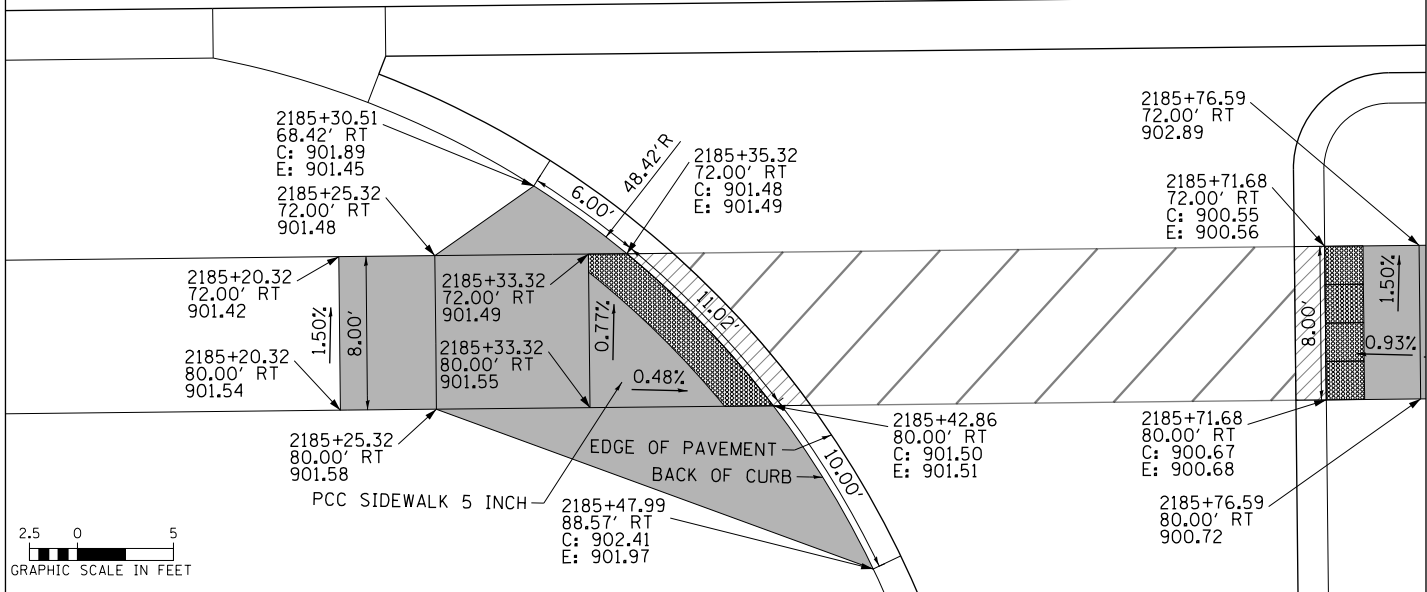 2185+30.51
68.42' RT
C: 901.89
E: 901.45
2185+25.32
72.00' RT
901.48
6.00'
48.42'R
2185+35.32
72.00' RT
C: 901.48
E: 901.49
2185+76.59
72.00' RT
902.89
2185+71.68
72.00' RT
C: 900.55
E: 900.56
2185+20.32
72.00' RT
901.42
1.50%
8.00'
2185+33.32
72.00' RT
901.49
0.77%
11.02'
8.00'
1.50%
0.93%
2185+20.32
80.00' RT
901.54
2185+33.32
80.00' RT
901.55
0.48%
2185+25.32
80.00' RT
901.58
EDGE OF PAVEMENT
BACK OF CURB
10.00'
2185+42.86
80.00' RT
C: 901.50
E: 901.51
2185+71.68
80.00' RT
C: 900.67
E: 900.68
PCC SIDEWALK 5 INCH
2185+47.99
88.57' RT
C: 902.41
E: 901.97
2185+76.59
80.00' RT
900.72
2.5 0 5
GRAPHIC SCALE IN FEET